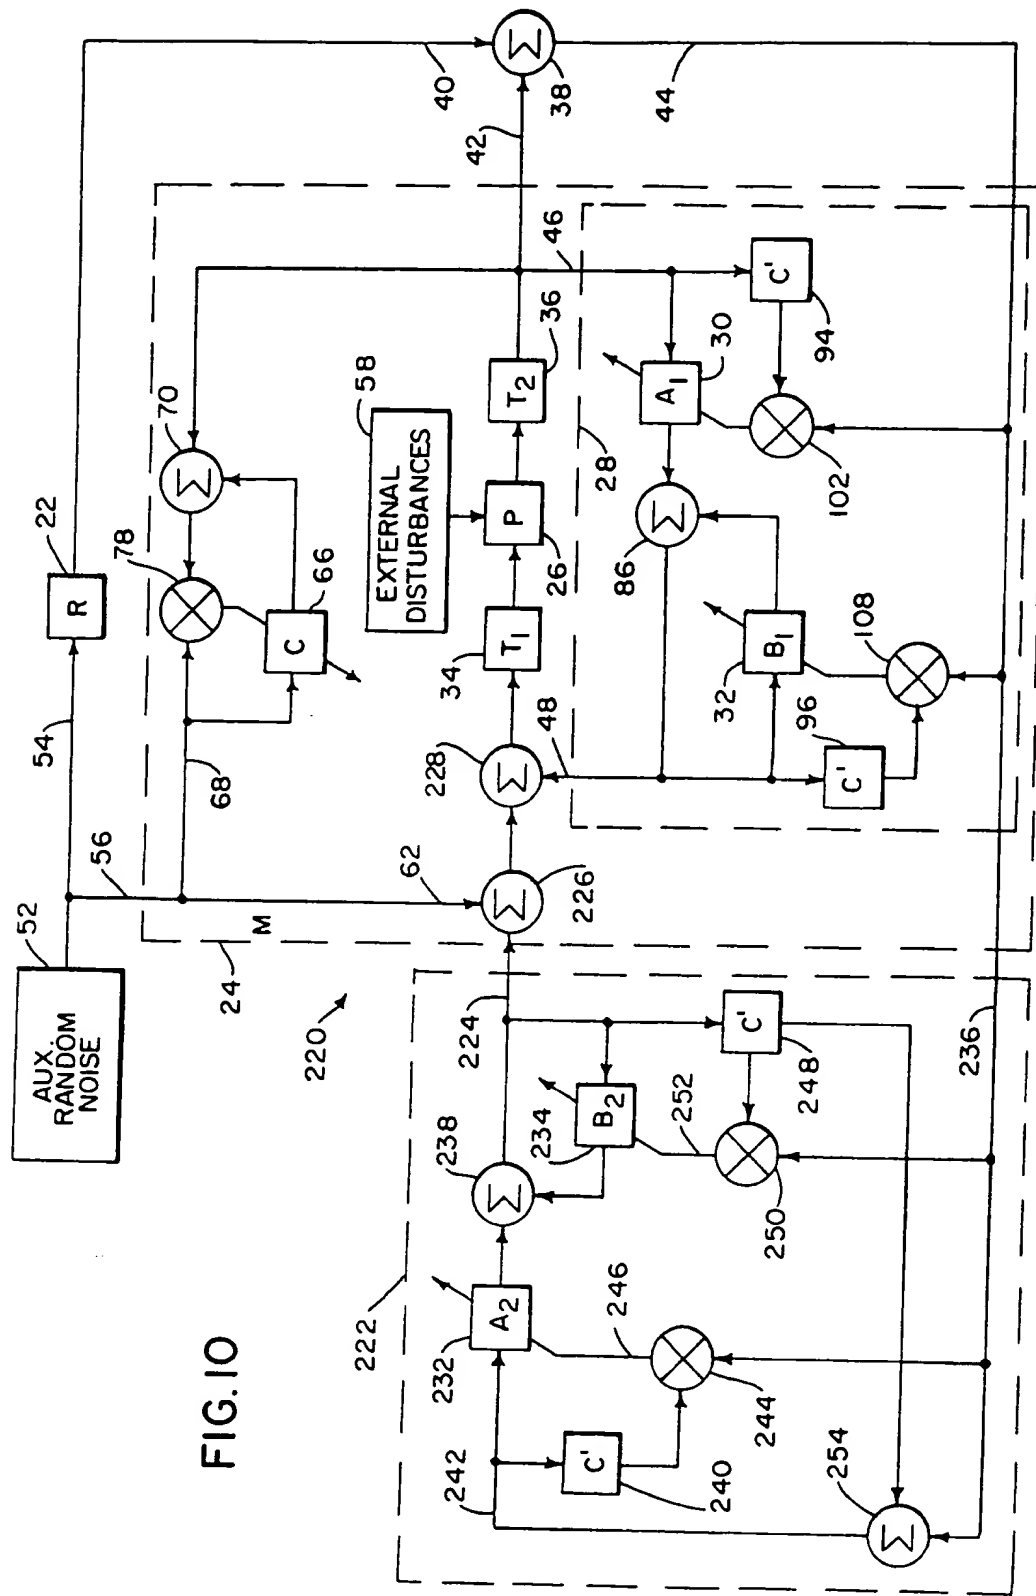 FIG. 10
AUX.
RANDOM
NOISE
52
54
R
22
40
Σ
38
42
44
56
68
24
M
78
70
Σ
66
C
58
EXTERNAL
DISTURBANCES
62
Σ
226
Σ
228
34
T1
P
26
T2
36
46
48
28
86
Σ
A1
30
C'
94
102
32
B1
C'
96
108
220
222
224
232
A2
238
Σ
234
B2
252
250
C'
248
236
242
C'
240
246
244
254
Σ